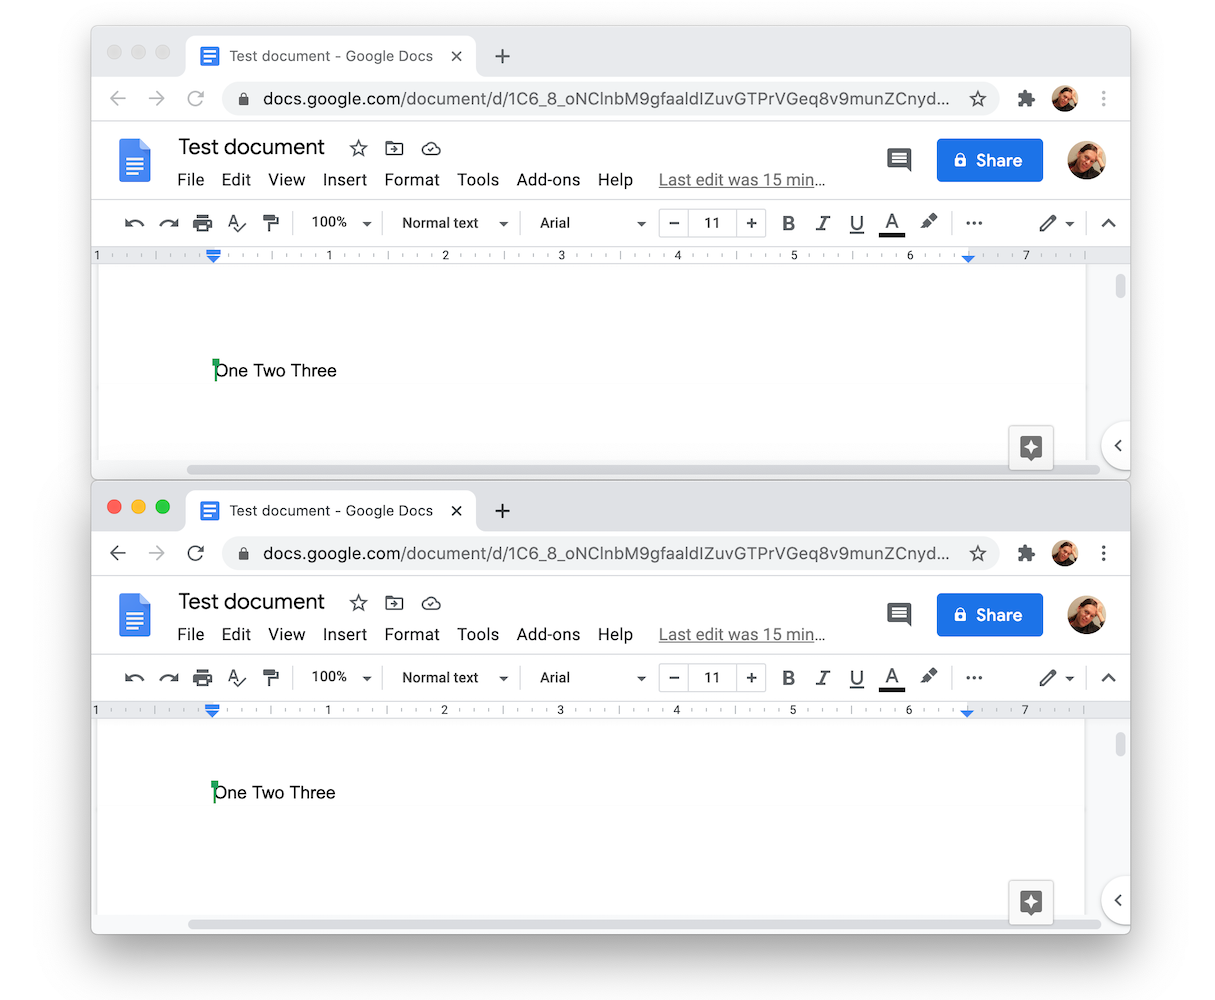 Test document - Google Docs
docs.google.com/document/d/1C6_8_oNClnbM9gfaaldIZuvGTPrVGeq8v9munZCnyd...
Test document
Share
File Edit View Insert Format Tools Add-ons Help Last edit was 15 min...
100% Normal text Arial 11 B I U A
1 1 2 3 4 5 6 7
One Two Three
Test document - Google Docs
docs.google.com/document/d/1C6_8_oNClnbM9gfaaldIZuvGTPrVGeq8v9munZCnyd...
Test document
Share
File Edit View Insert Format Tools Add-ons Help Last edit was 15 min...
100% Normal text Arial 11 B I U A
1 1 2 3 4 5 6 7
One Two Three